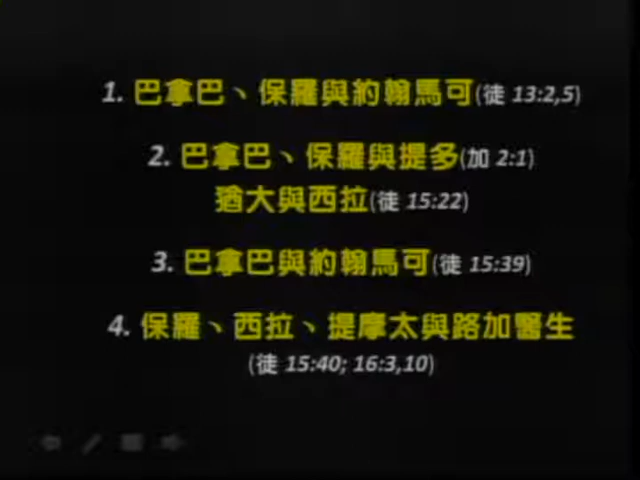 1. 巴拿巴、保羅與約翰馬可(徒 13:2,5)
2. 巴拿巴、保羅與提多(加 2:1)
猶大與西拉(徒 15:22)
3. 巴拿巴與約翰馬可(徒 15:39)
4. 保羅、西拉、提摩太與路加醫生
(徒 15:40; 16:3,10)